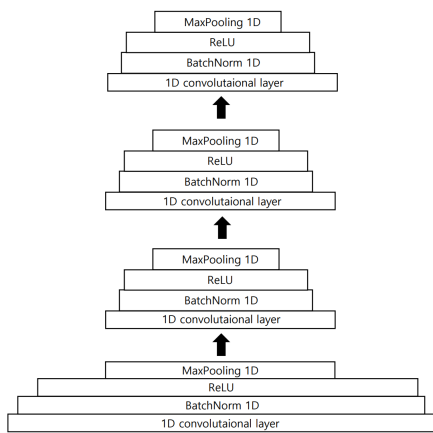 MaxPooling 1D
ReLU
BatchNorm 1D
1D convolutaional layer
MaxPooling 1D
ReLU
BatchNorm 1D
1D convolutaional layer
MaxPooling 1D
ReLU
BatchNorm 1D
1D convolutaional layer
MaxPooling 1D
ReLU
BatchNorm 1D
1D convolutaional layer